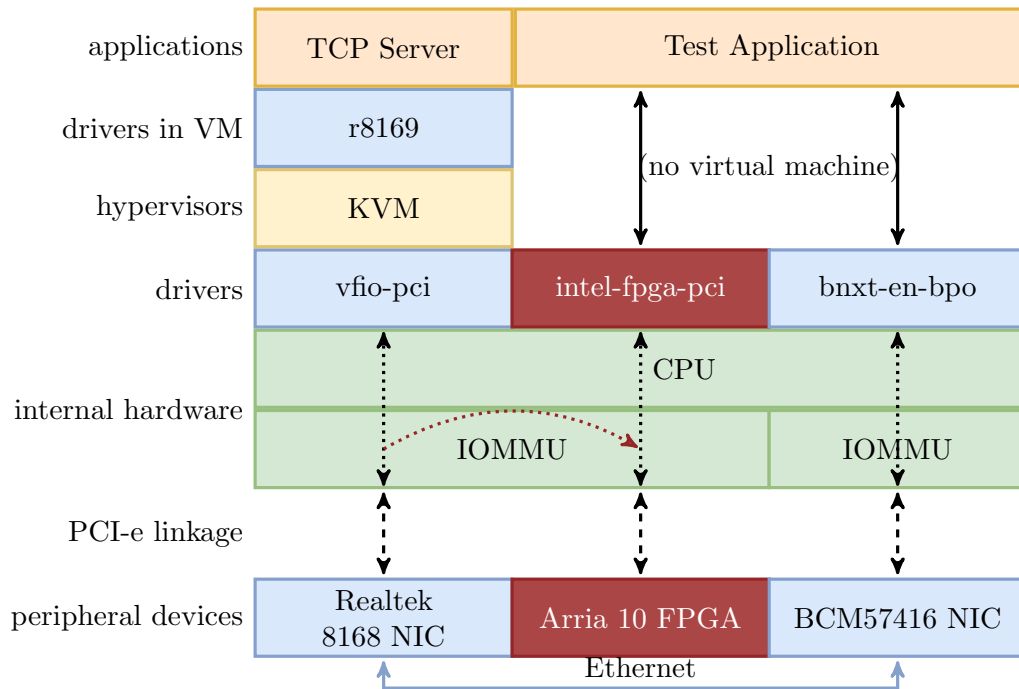 applications
TCP Server
Test Application
drivers in VM
r8169
(no virtual machine)
hypervisors
KVM
drivers
vfio-pci
intel-fpga-pci
bnxt-en-bpo
CPU
internal hardware
IOMMU
IOMMU
PCI-e linkage
peripheral devices
Realtek
8168 NIC
Arria 10 FPGA
BCM57416 NIC
Ethernet